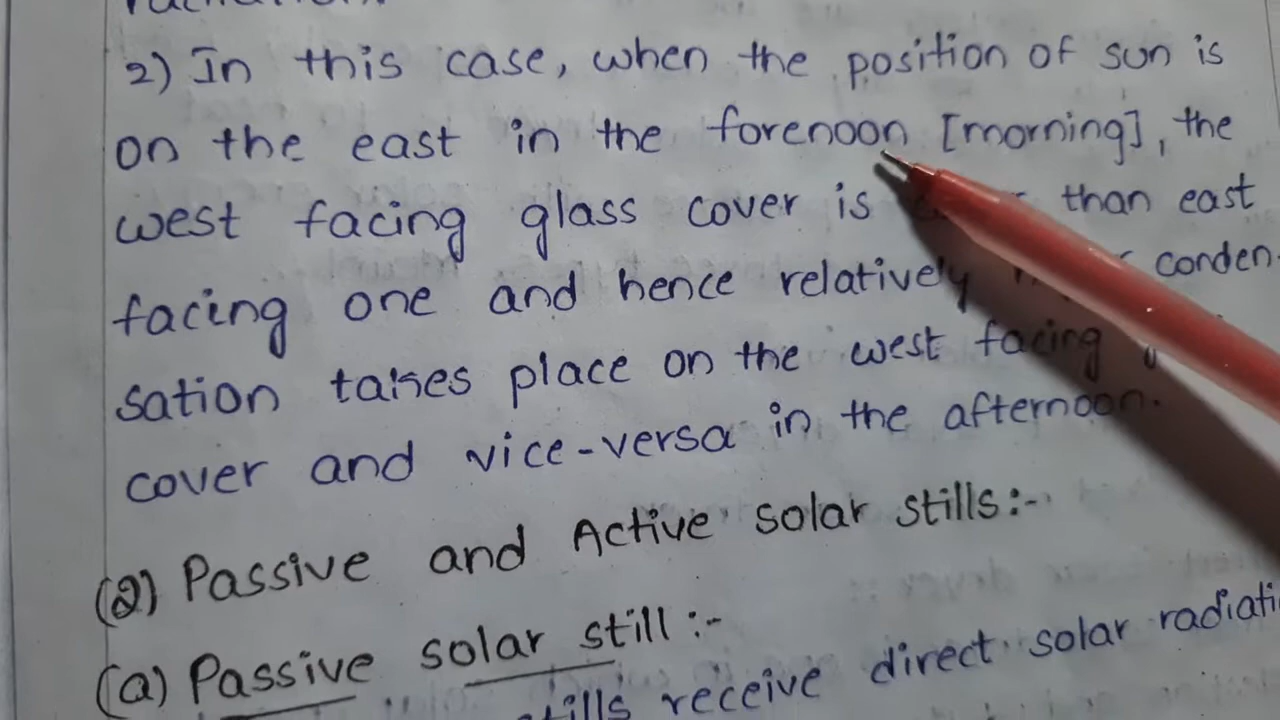 2) In this case, when the position of sun is
on the east in the forenoon [morning], the
west facing glass cover is than east
facing one and hence relatively conden-
sation takes place on the west facing
cover and vice-versa in the afternoon.
(2) Passive and Active solar stills:-
(a) Passive solar still :-
stills receive direct solar radiati